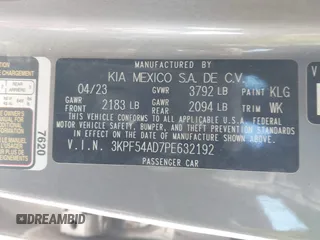 MANUFACTURED BY
KIA MEXICO S.A. DE C.V.
04/23 GVWR 3792 LB PAINT KLG
GAWR FRONT 2183 LB GAWR REAR 2094 LB TRIM WK
THIS VEHICLE CONFORMS TO ALL APPLICABLE U.S. FEDERAL
MOTOR VEHICLE SAFETY, BUMPER, AND THEFT PREVENTION STANDARDS
IN EFFECT ON THE DATE OF MANUFACTURE SHOWN ABOVE.
V.I.N. 3KPF54AD7PE632192
PASSENGER CAR
7620
DREAMBID
dreambid.com